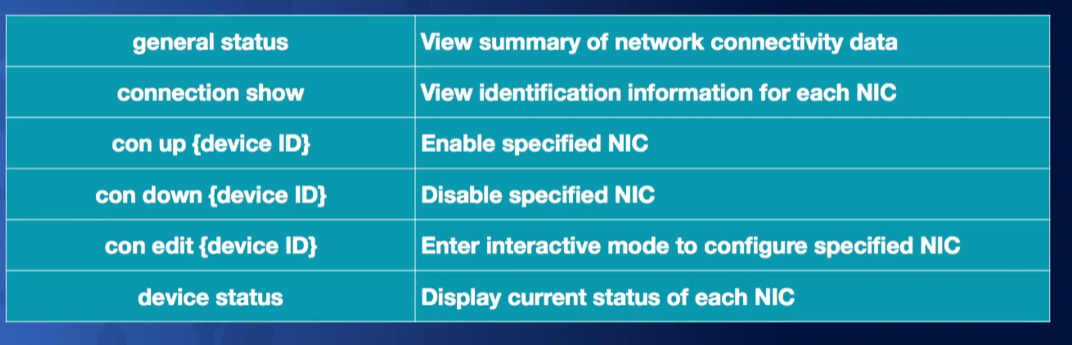 general status View summary of network connectivity data
connection show View identification information for each NIC
con up {device ID} Enable specified NIC
con down {device ID} Disable specified NIC
con edit {device ID} Enter interactive mode to configure specified NIC
device status Display current status of each NIC